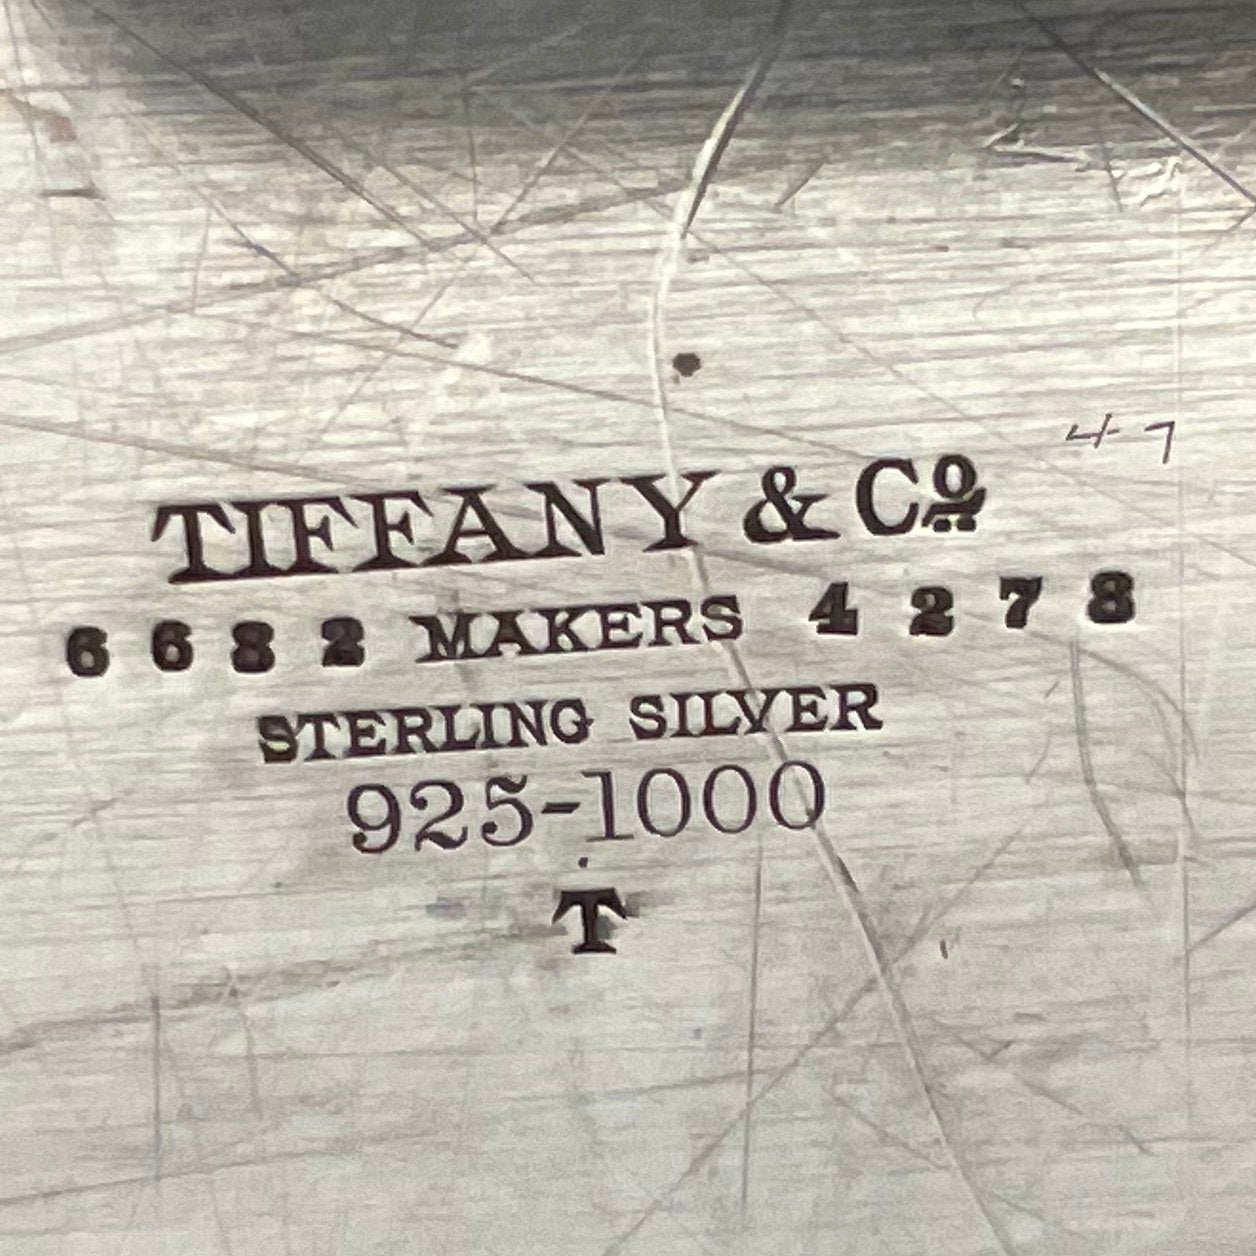 47
TIFFANY & Co
6682 MAKERS 4278
STERLING SILVER
925-1000
T